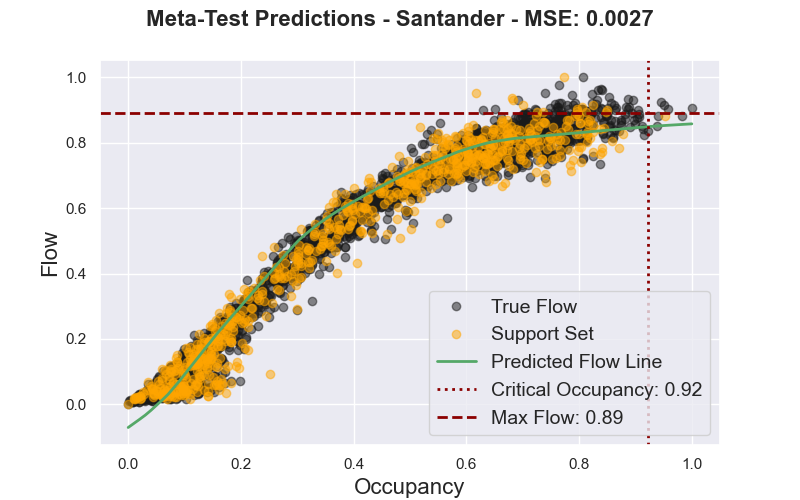 Meta-Test Predictions - Santander - MSE: 0.0027
1.0
0.8
0.6
0.4
0.2
0.0
Flow
True Flow
Support Set
Predicted Flow Line
Critical Occupancy: 0.92
Max Flow: 0.89
0.0 0.2 0.4 0.6 0.8 1.0
Occupancy